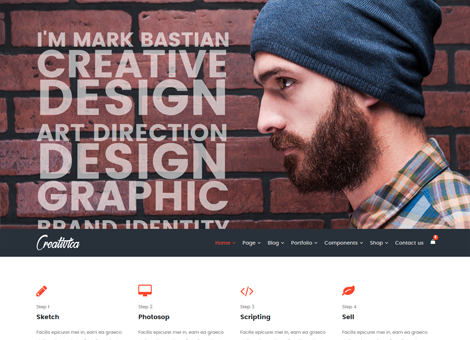 I'M MARK BASTIAN
CREATIVE
DESIGN
ART DIRECTION
DESIGN
GRAPHIC
BRAND IDENTITY
Creativica
Home Page Blog Portfolio Components Shop Contact us
Step 1
Sketch
Facilis epicurei mei in, eam ea graeco
Step 2
Photosop
Facilis epicurei mei in, eam ea graeco
Step 3
Scripting
Facilis epicurei mei in, eam ea graeco
Step 4
Sell
Facilis epicurei mei in, eam ea graeco